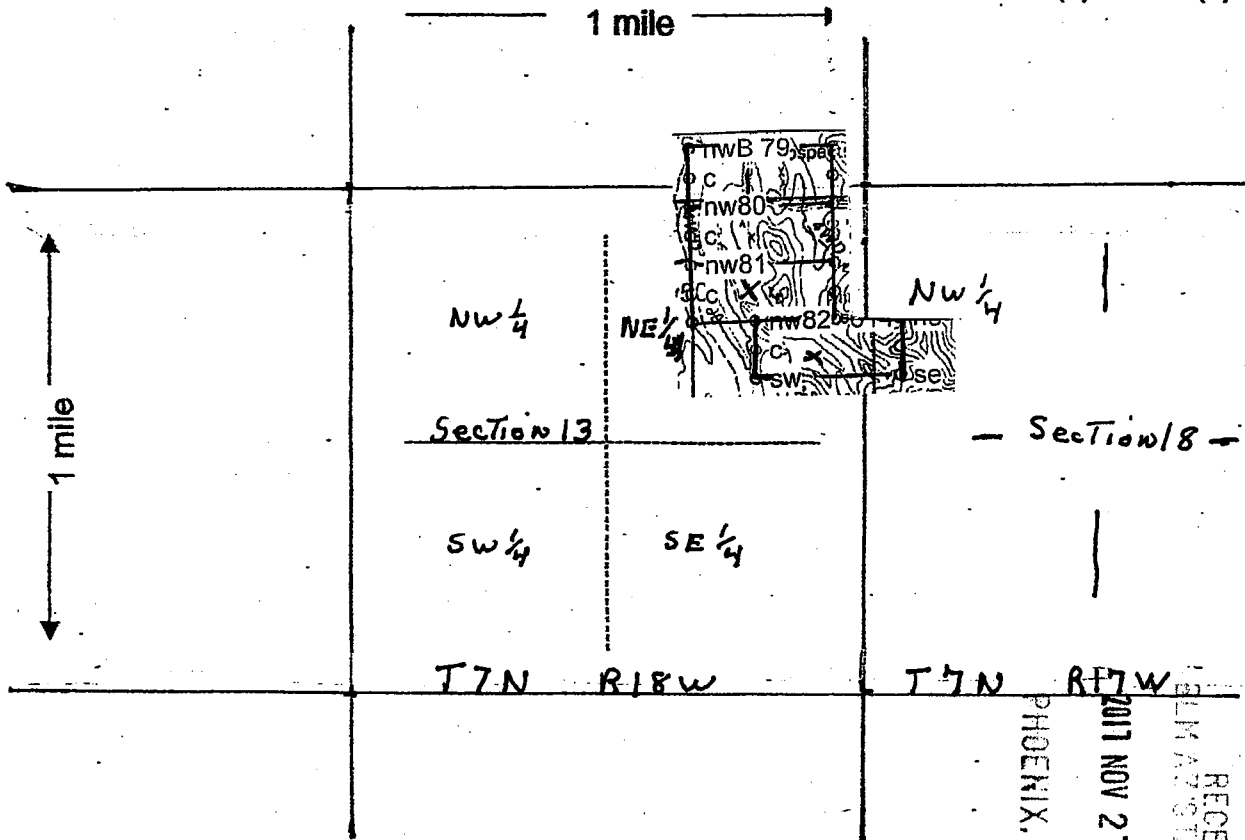 1 mile
nwB 79
c
nw80
c
nw81
c
nw82
c
sw
se
NW 1/4
NE 1/4
NW 1/4
1 mile
Section 13
Section 18
SW 1/4
SE 1/4
T7N R18W
T7N R17W
2011 NOV 2
PHOENIX,